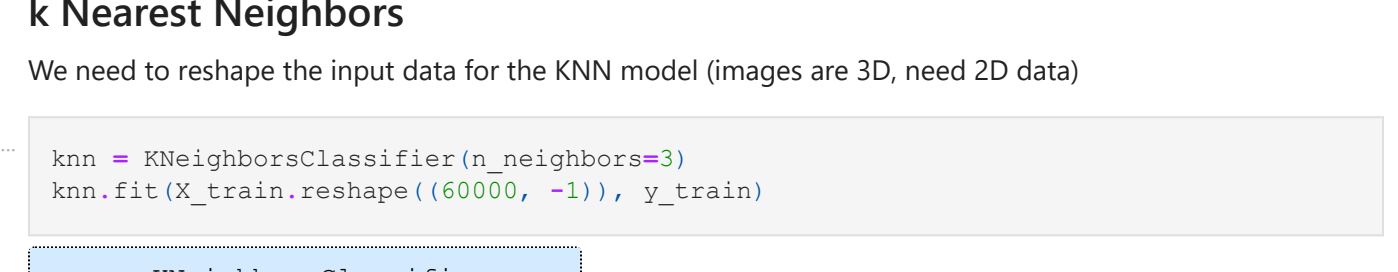 k Nearest Neighbors
We need to reshape the input data for the KNN model (images are 3D, need 2D data)
...
knn = KNeighborsClassifier(n_neighbors=3)
knn.fit(X_train.reshape((60000, -1)), y_train)